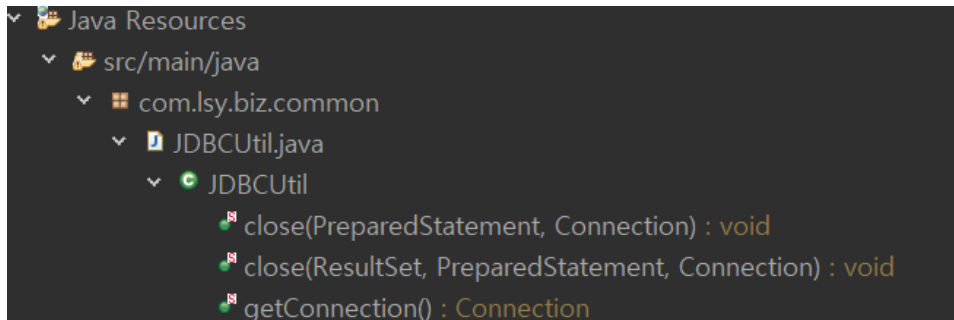 Java Resources
src/main/java
com.lsy.biz.common
JDBCUtil.java
JDBCUtil
close(PreparedStatement, Connection) : void
close(ResultSet, PreparedStatement, Connection) : void
getConnection() : Connection